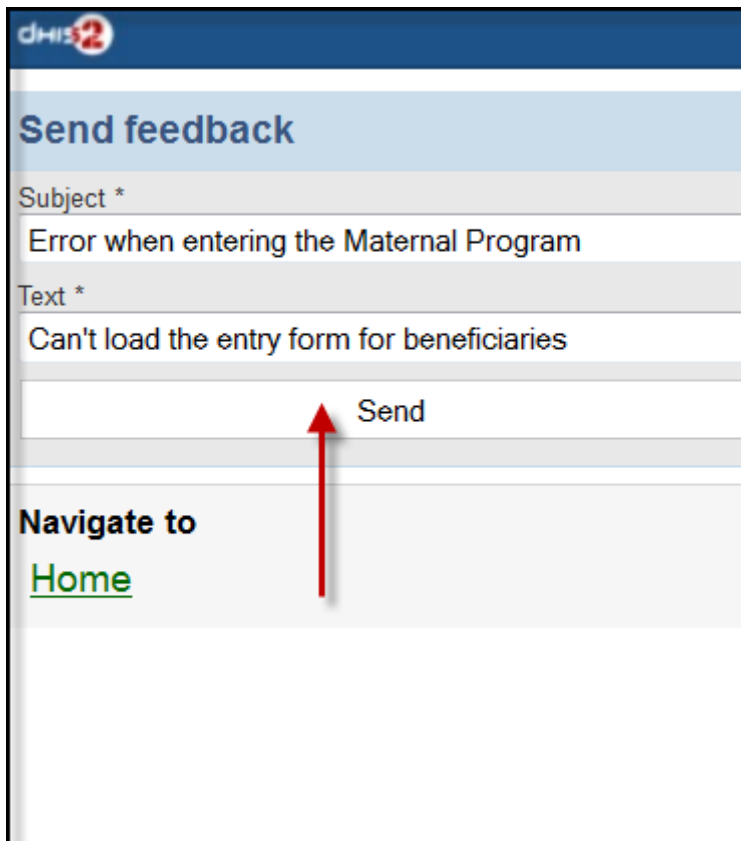 dHIS2
Send feedback
Subject *
Error when entering the Maternal Program
Text *
Can't load the entry form for beneficiaries
Send
Navigate to
Home